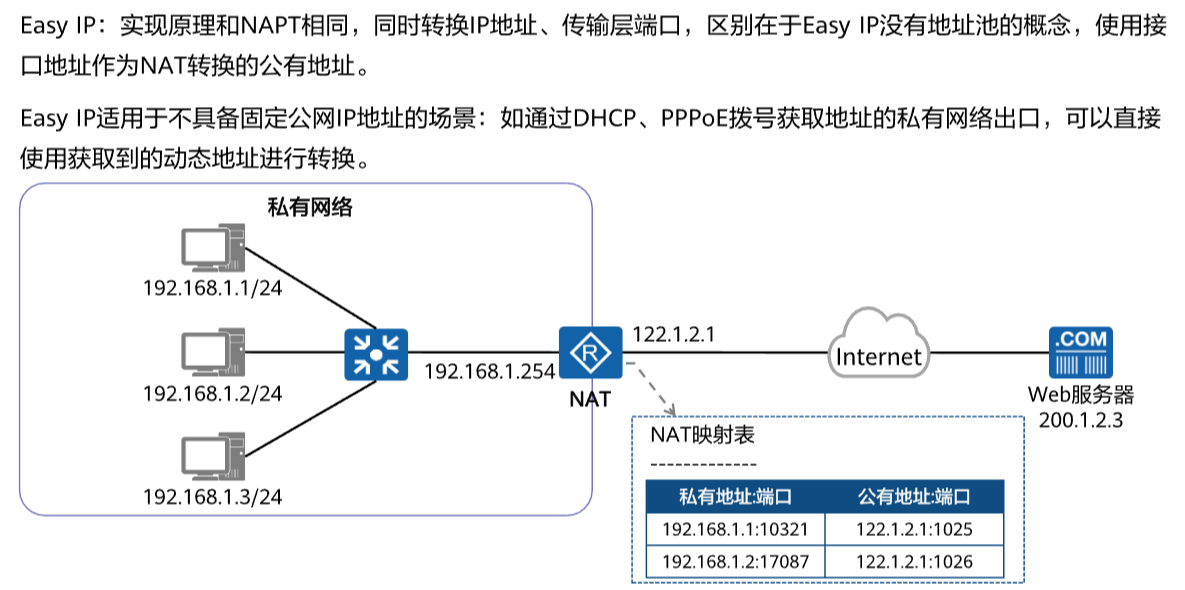 Easy IP：实现原理和NAPT相同，同时转换IP地址、传输层端口，区别在于Easy IP没有地址池的概念，使用接
口地址作为NAT转换的公有地址。
Easy IP适用于不具备固定公网IP地址的场景：如通过DHCP、PPPoE拨号获取地址的私有网络出口，可以直接
使用获取到的动态地址进行转换。
私有网络
192.168.1.1/24
192.168.1.2/24
192.168.1.3/24
192.168.1.254
R
NAT
122.1.2.1
Internet
.COM
Web服务器
200.1.2.3
NAT映射表
-------------
私有地址:端口 公有地址:端口
192.168.1.1:10321 122.1.2.1:1025
192.168.1.2:17087 122.1.2.1:1026